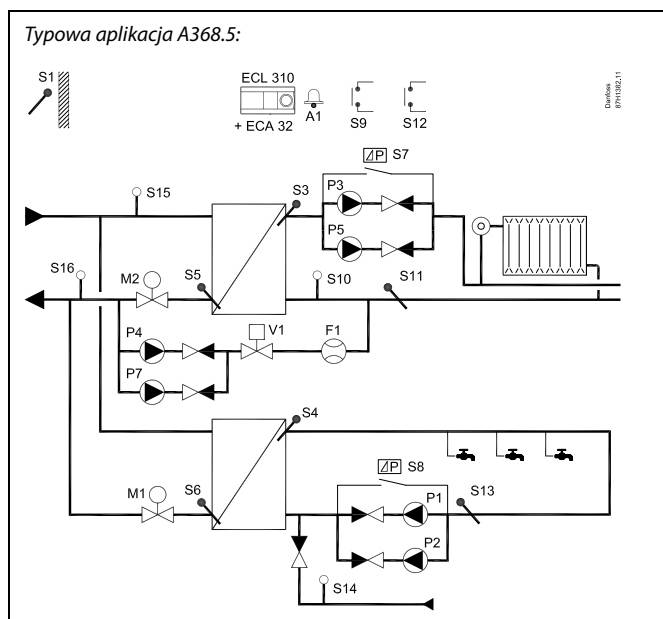 Typowa aplikacja A368.5:
S1
ECL 310
+ ECA 32
A1
S9
S12
Danfoss
87H1382.11
S7
S15
S3
P3
P5
S16
M2
S5
S10
S11
P4
V1
F1
P7
S4
S8
M1
S6
P1
S13
P2
S14